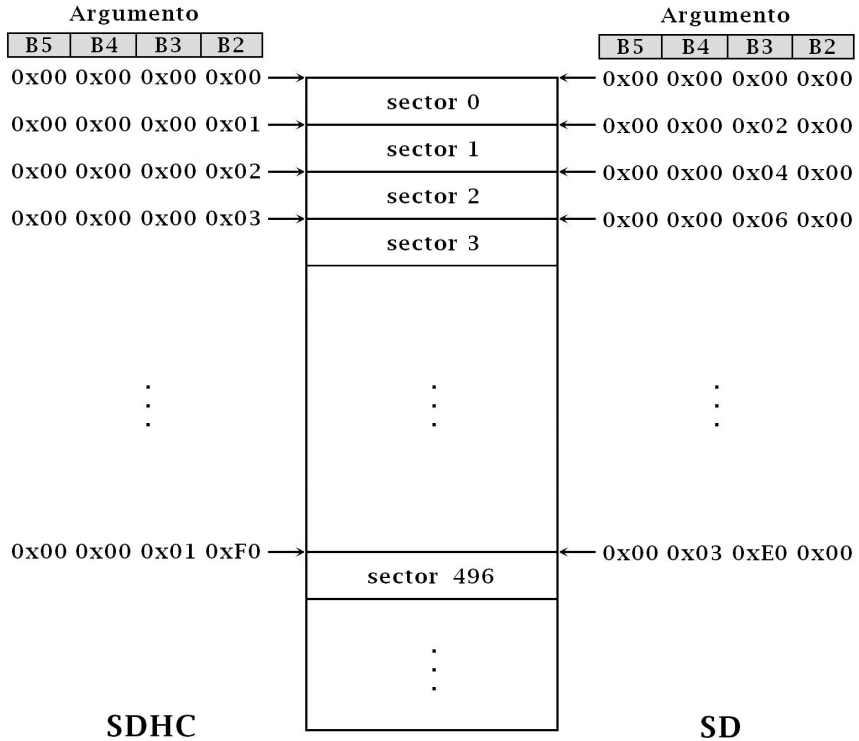 Argumento
B5 B4 B3 B2
0x00 0x00 0x00 0x00
0x00 0x00 0x00 0x01
0x00 0x00 0x00 0x02
0x00 0x00 0x00 0x03
0x00 0x00 0x01 0xF0
SDHC
sector 0
sector 1
sector 2
sector 3
sector 496
Argumento
B5 B4 B3 B2
0x00 0x00 0x00 0x00
0x00 0x00 0x02 0x00
0x00 0x00 0x04 0x00
0x00 0x00 0x06 0x00
0x00 0x03 0xE0 0x00
SD